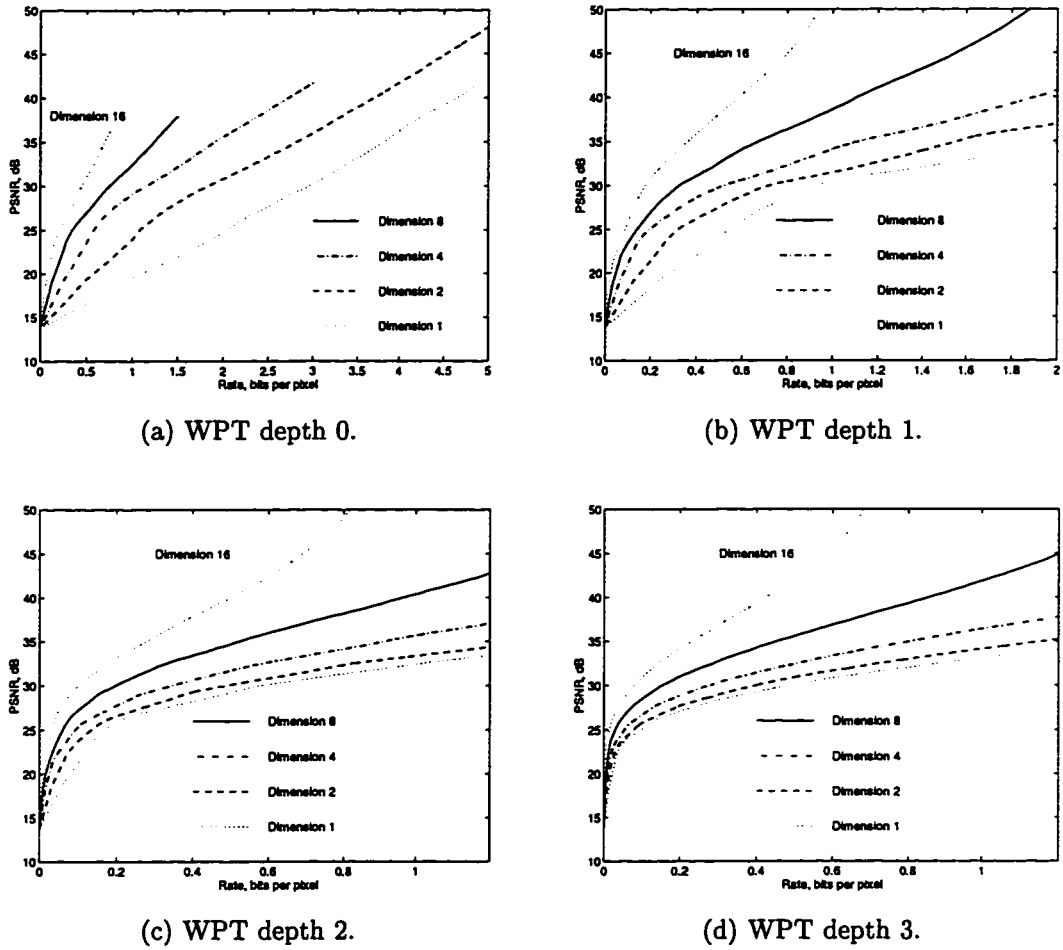 50
45
40
35
30
25
20
15
10
PSNR, dB
Dimension 16
Dimension 8
Dimension 4
Dimension 2
Dimension 1
0 0.5 1 1.5 2 2.5 3 3.5 4 4.5 5
Rate, bits per pixel
(a) WPT depth 0.
50
45
40
35
30
25
20
15
10
PSNR, dB
Dimension 16
Dimension 8
Dimension 4
Dimension 2
Dimension 1
0 0.2 0.4 0.6 0.8 1 1.2 1.4 1.6 1.8 2
Rate, bits per pixel
(b) WPT depth 1.
50
45
40
35
30
25
20
15
10
PSNR, dB
Dimension 16
Dimension 8
Dimension 4
Dimension 2
Dimension 1
0 0.2 0.4 0.6 0.8 1
Rate, bits per pixel
(c) WPT depth 2.
50
45
40
35
30
25
20
15
10
PSNR, dB
Dimension 16
Dimension 8
Dimension 4
Dimension 2
Dimension 1
0 0.2 0.4 0.6 0.8 1
Rate, bits per pixel
(d) WPT depth 3.